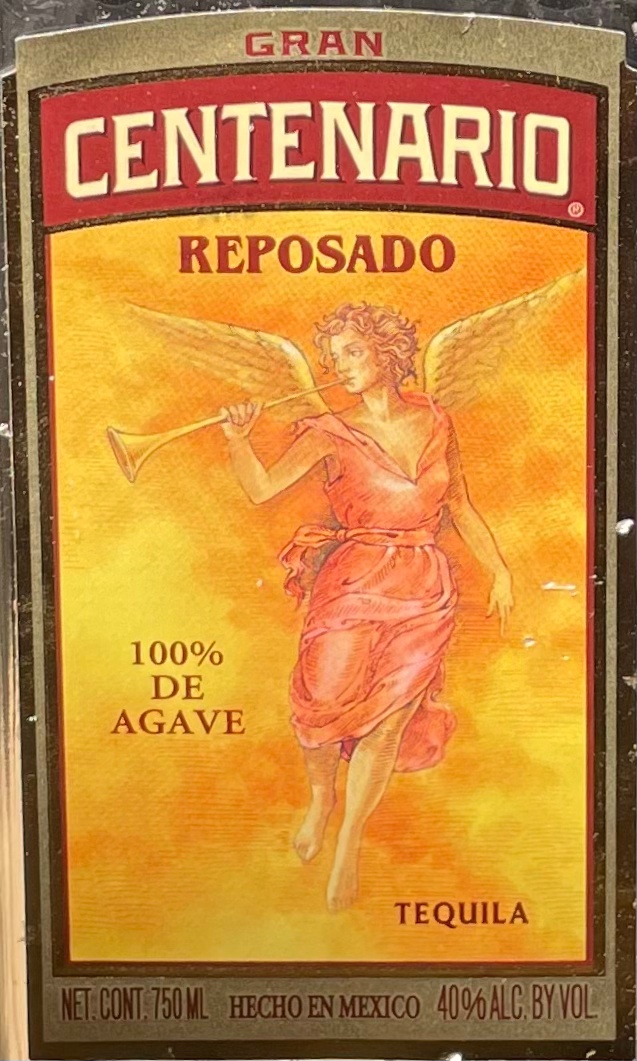 GRAN
CENTENARIO
REPOSADO
100%
DE
AGAVE
TEQUILA
NET. CONT. 750 ML HECHO EN MEXICO 40% ALC. BY VOL.